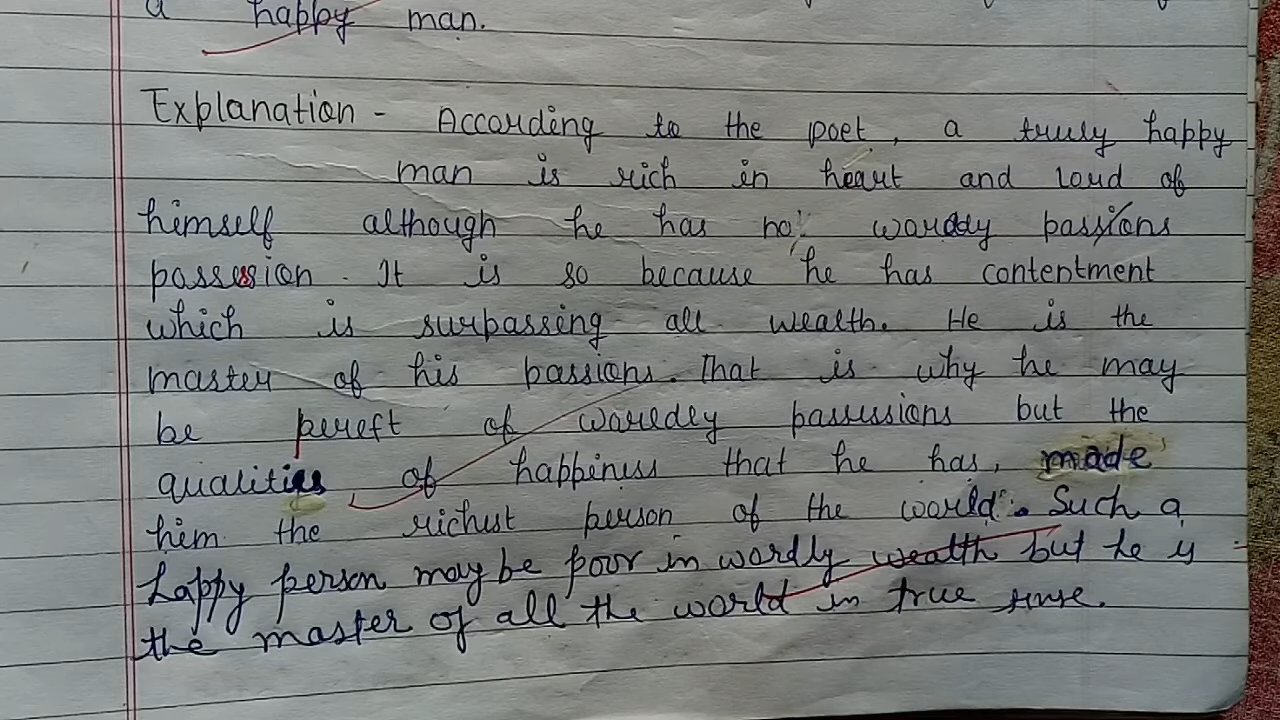 a happy man.
Explanation - According to the poet, a truly happy
man is rich in heart and lord of
himself although he has no wordly
possession. It is so because he has contentment
which is surpassing all wealth. He is the
master of his passions. That is why he may
be bereft of woredly possessions but the
qualities of happiness that he has, made
him the richest person of the world. Such a
happy person may be poor in wordly wealth but he is
the master of all the world in true sense.